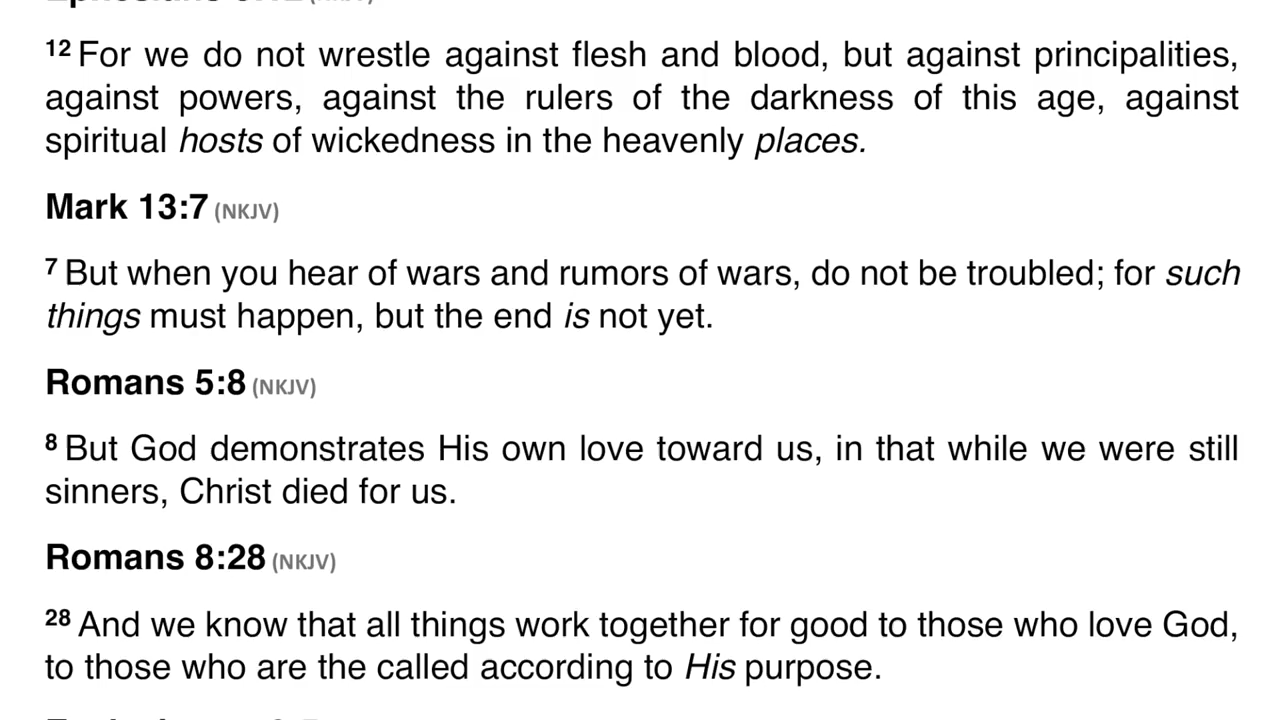 12 For we do not wrestle against flesh and blood, but against principalities,
against powers, against the rulers of the darkness of this age, against
spiritual hosts of wickedness in the heavenly places.
Mark 13:7 (NKJV)
7 But when you hear of wars and rumors of wars, do not be troubled; for such
things must happen, but the end is not yet.
Romans 5:8 (NKJV)
8 But God demonstrates His own love toward us, in that while we were still
sinners, Christ died for us.
Romans 8:28 (NKJV)
28 And we know that all things work together for good to those who love God,
to those who are the called according to His purpose.